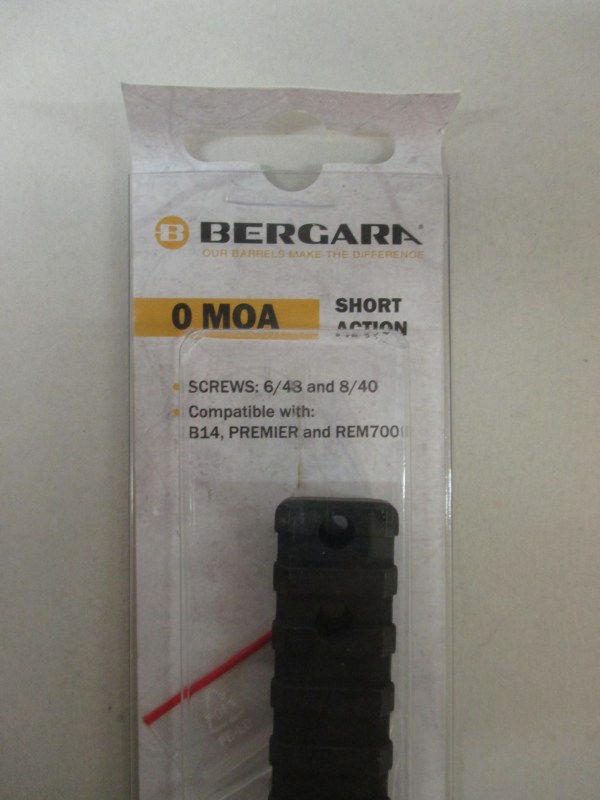 B BERGARA
OUR BARRELS MAKE THE DIFFERENCE
0 MOA
SHORT
ACTION
SCREWS: 6/48 and 8/40
Compatible with:
B14, PREMIER and REM700